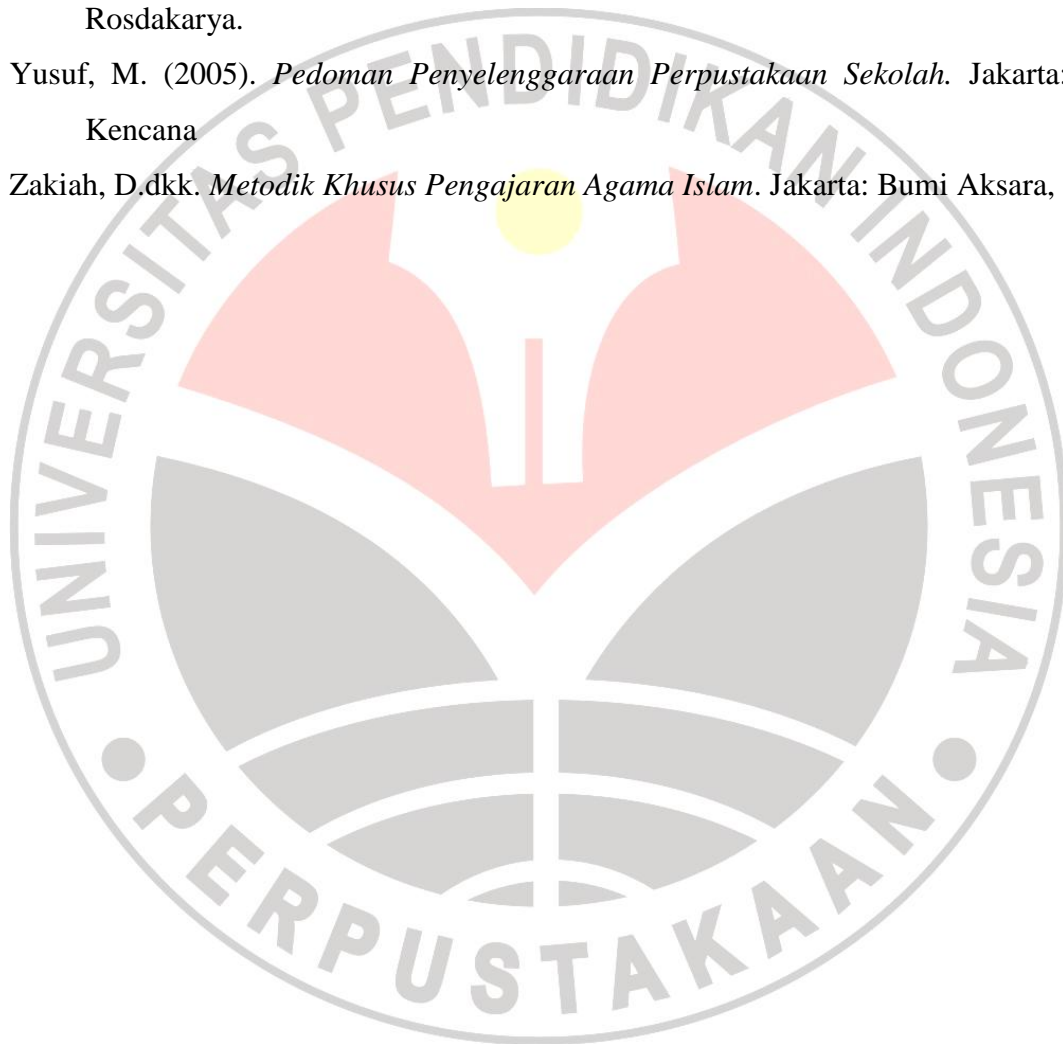 Rosdakarya.
Yusuf, M. (2005). Pedoman Penyelenggaraan Perpustakaan Sekolah. Jakarta:
Kencana
Zakiah, D.dkk. Metodik Khusus Pengajaran Agama Islam. Jakarta: Bumi Aksara,
UNIVERSITAS PENDIDIKAN INDONESIA
PERPUSTAKAAN